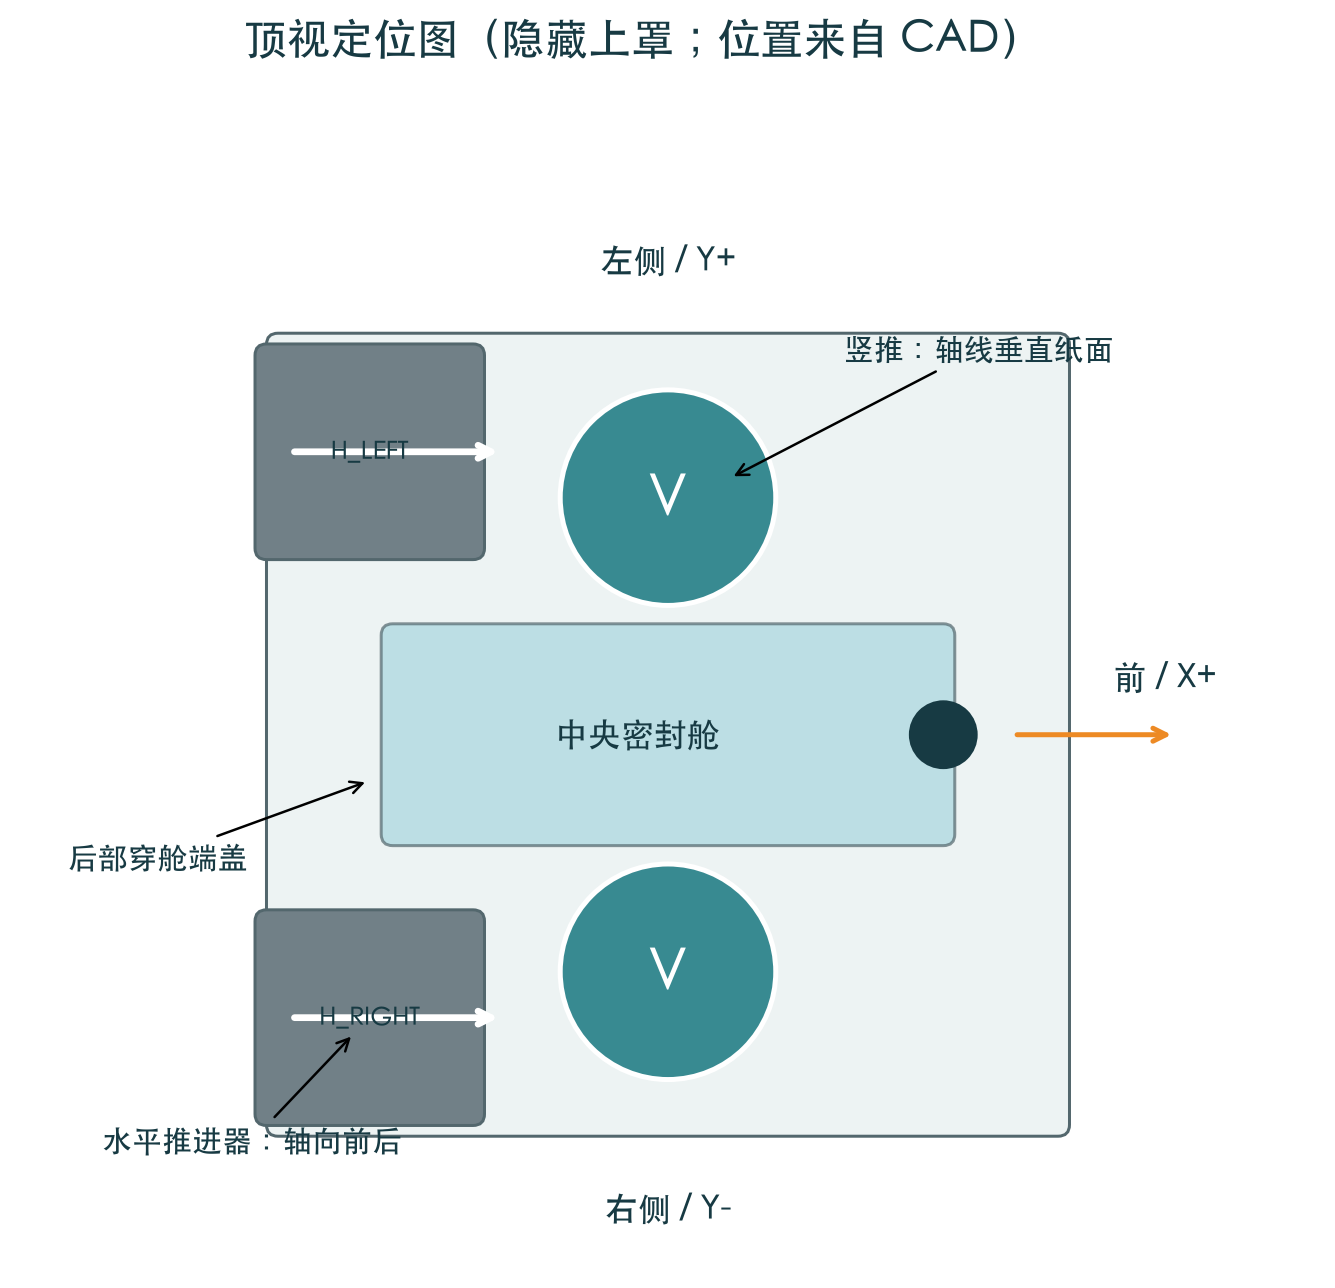 顶视定位图（隐藏上罩；位置来自 CAD）
左侧 / Y+
竖推：轴线垂直纸面
H_LEFT
V
前 / X+
中央密封舱
后部穿舱端盖
V
H_RIGHT
水平推进器：轴向前后
右侧 / Y-